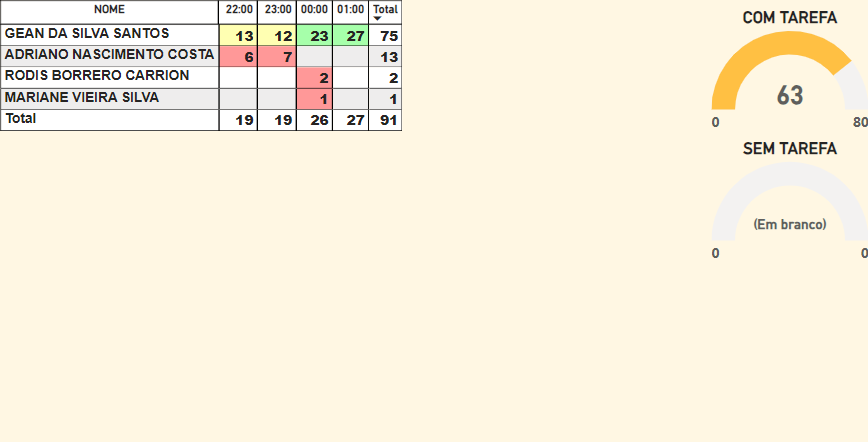 NOME 22:00 23:00 00:00 01:00 Total
GEAN DA SILVA SANTOS 13 12 23 27 75
ADRIANO NASCIMENTO COSTA 6 7 13
RODIS BORRERO CARRION 2 2
MARIANE VIEIRA SILVA 1 1
Total 19 19 26 27 91
COM TAREFA
63
0 80
SEM TAREFA
(Em branco)
0 0